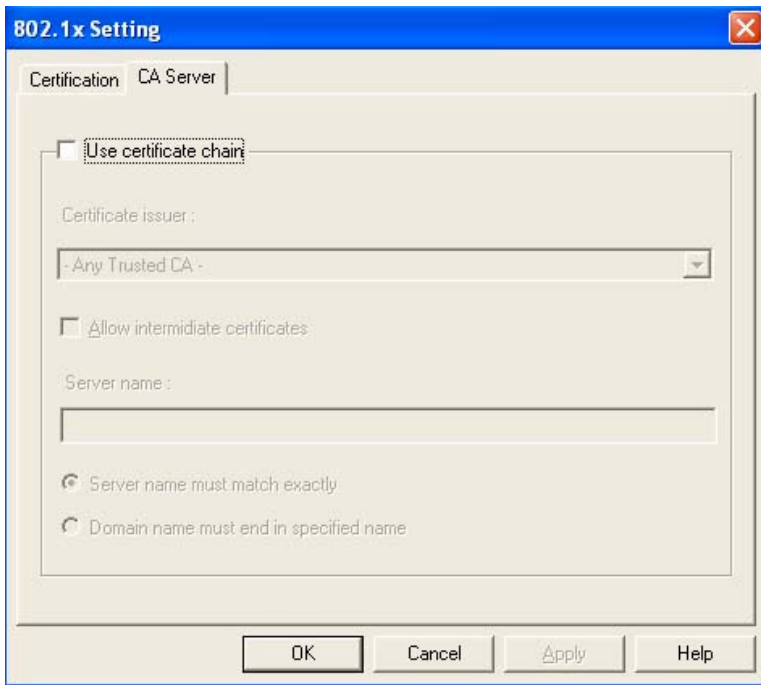 802.1x Setting
Certification CA Server
Use certificate chain
Certificate issuer :
- Any Trusted CA -
Allow intermidiate certificates
Server name :
Server name must match exactly
Domain name must end in specified name
OK Cancel Apply Help